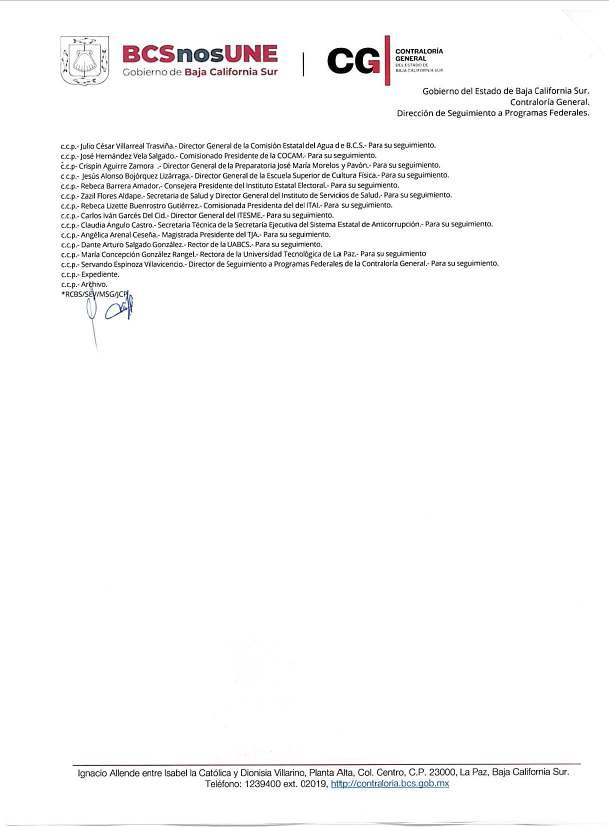 BCSnosUNE
Gobierno de Baja California Sur
CG
CONTRALORÍA
GENERAL
DEL ESTADO DE
BAJA CALIFORNIA SUR
Gobierno del Estado de Baja California Sur.
Contraloría General.
Dirección de Seguimiento a Programas Federales.
c.c.p.- Julio César Villarreal Trasviña.- Director General de la Comisión Estatal del Agua de B.C.S.- Para su seguimiento.
c.c.p.- José Hernández Vela Salgado.- Comisionado Presidente de la COCAM.- Para su seguimiento.
c.c.p- Crispín Aguirre Zamora .- Director General de la Preparatoria José María Morelos y Pavón.- Para su seguimiento.
c.c.p.- Jesús Alonso Bojórquez Lizárraga.- Director General de la Escuela Superior de Cultura Física.- Para su seguimiento.
c.c.p.- Rebeca Barrera Amador.- Consejera Presidente del Instituto Estatal Electoral.- Para su seguimiento.
c.c.p.- Zazil Flores Aldape.- Secretaria de Salud y Director General del Instituto de Servicios de Salud.- Para su seguimiento.
c.c.p.- Rebeca Lizette Buenrostro Gutiérrez.- Comisionada Presidenta del del ITAI.- Para su seguimiento.
c.c.p.- Carlos Iván Garcés Del Cid.- Director General del ITESME.- Para su seguimiento.
c.c.p.- Claudia Angulo Castro.- Secretaria Técnica de la Secretaría Ejecutiva del Sistema Estatal de Anticorrupción.- Para su seguimiento.
c.c.p.- Angélica Arenal Ceseña.- Magistrada Presidente del TJA.- Para su seguimiento.
c.c.p.- Dante Arturo Salgado González.- Rector de la UABCS.- Para su seguimiento.
c.c.p.- María Concepción González Rangel.- Rectora de la Universidad Tecnológica de La Paz.- Para su seguimiento
c.c.p.- Servando Espinoza Villavicencio.- Director de Seguimiento a Programas Federales de la Contraloría General.- Para su seguimiento.
c.c.p.- Expediente.
c.c.p.- Archivo.
*RCBS/SEV/MSG/JCP
Ignacio Allende entre Isabel la Católica y Dionisia Villarino, Planta Alta, Col. Centro, C.P. 23000, La Paz, Baja California Sur.
Teléfono: 1239400 ext. 02019, http://contraloria.bcs.gob.mx